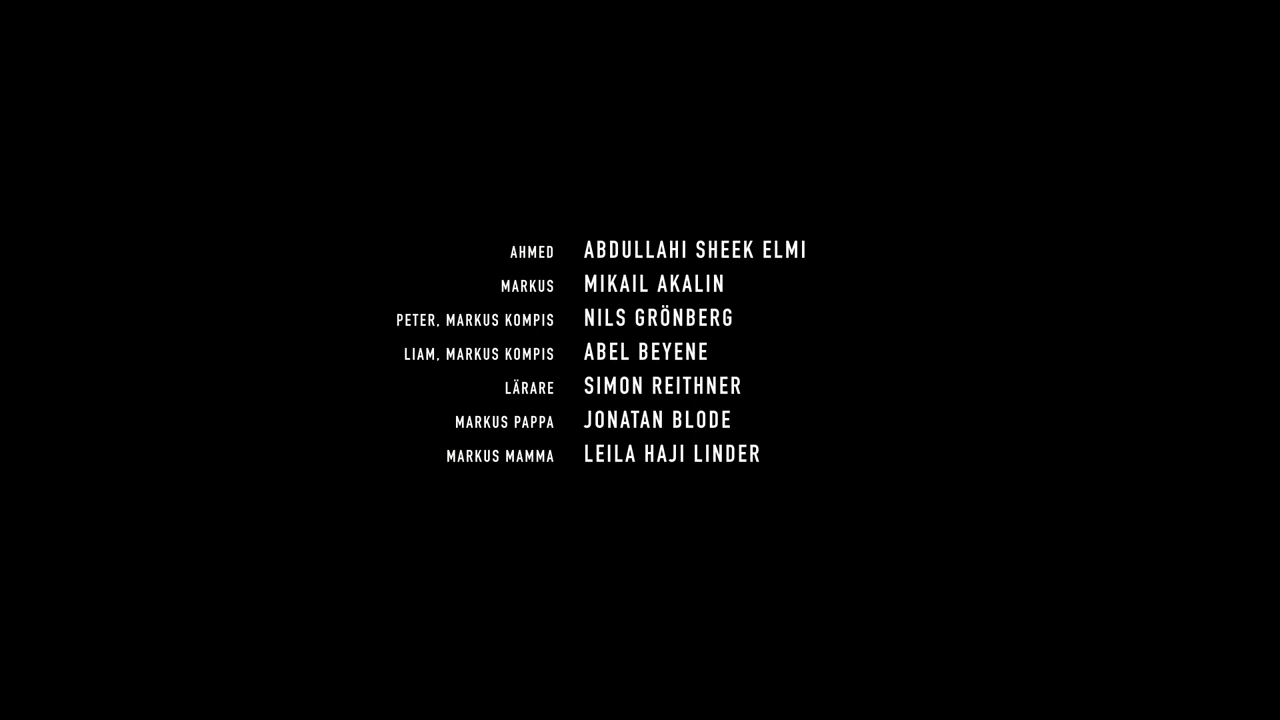 AHMED ABDULLAHI SHEEK ELMI
MARKUS MIKAIL AKALIN
PETER, MARKUS KOMPIS NILS GRÖNBERG
LIAM, MARKUS KOMPIS ABEL BEYENE
LÄRARE SIMON REITHNER
MARKUS PAPPA JONATAN BLODE
MARKUS MAMMA LEILA HAJI LINDER